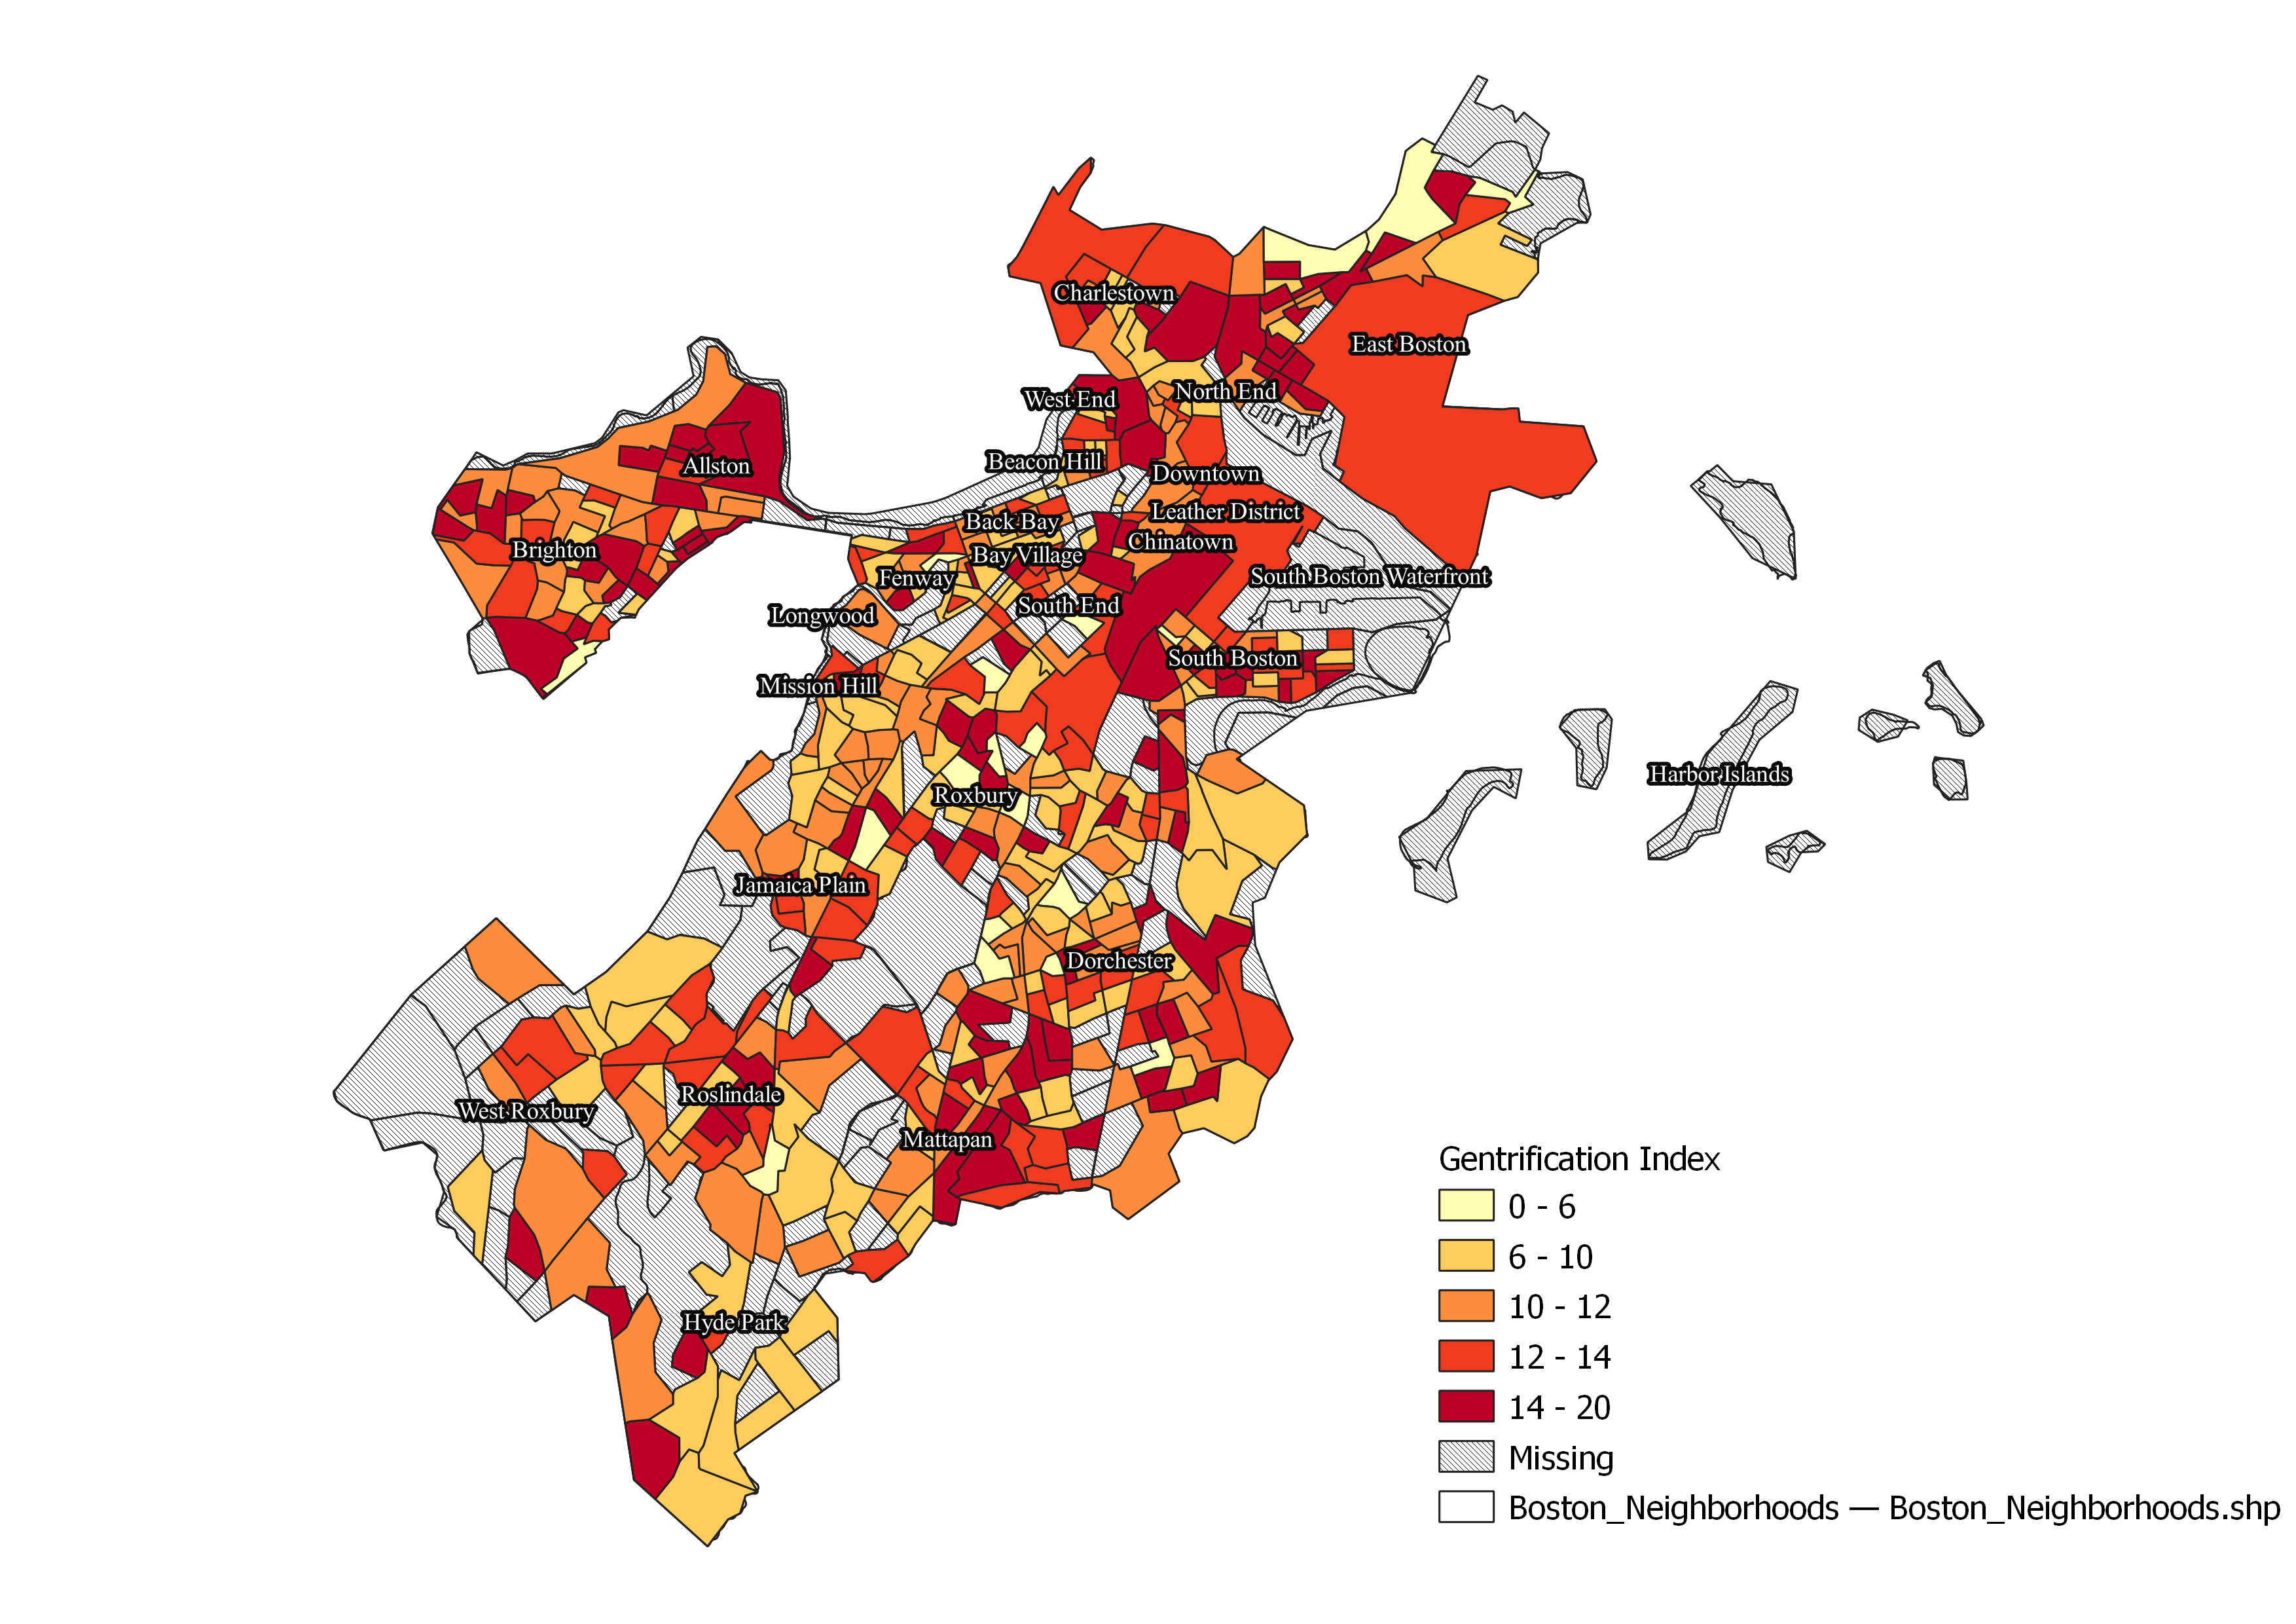 Charlestown
East Boston
North End
West End
Beacon Hill
Allston
Downtown
Leather District
Back Bay
Chinatown
Brighton
Bay Village
Fenway
South Boston Waterfront
South End
Longwood
South Boston
Mission Hill
Harbor Islands
Roxbury
Jamaica Plain
Dorchester
Roslindale
West Roxbury
Mattapan
Hyde Park
Gentrification Index
0 - 6
6 - 10
10 - 12
12 - 14
14 - 20
Missing
Boston_Neighborhoods — Boston_Neighborhoods.shp